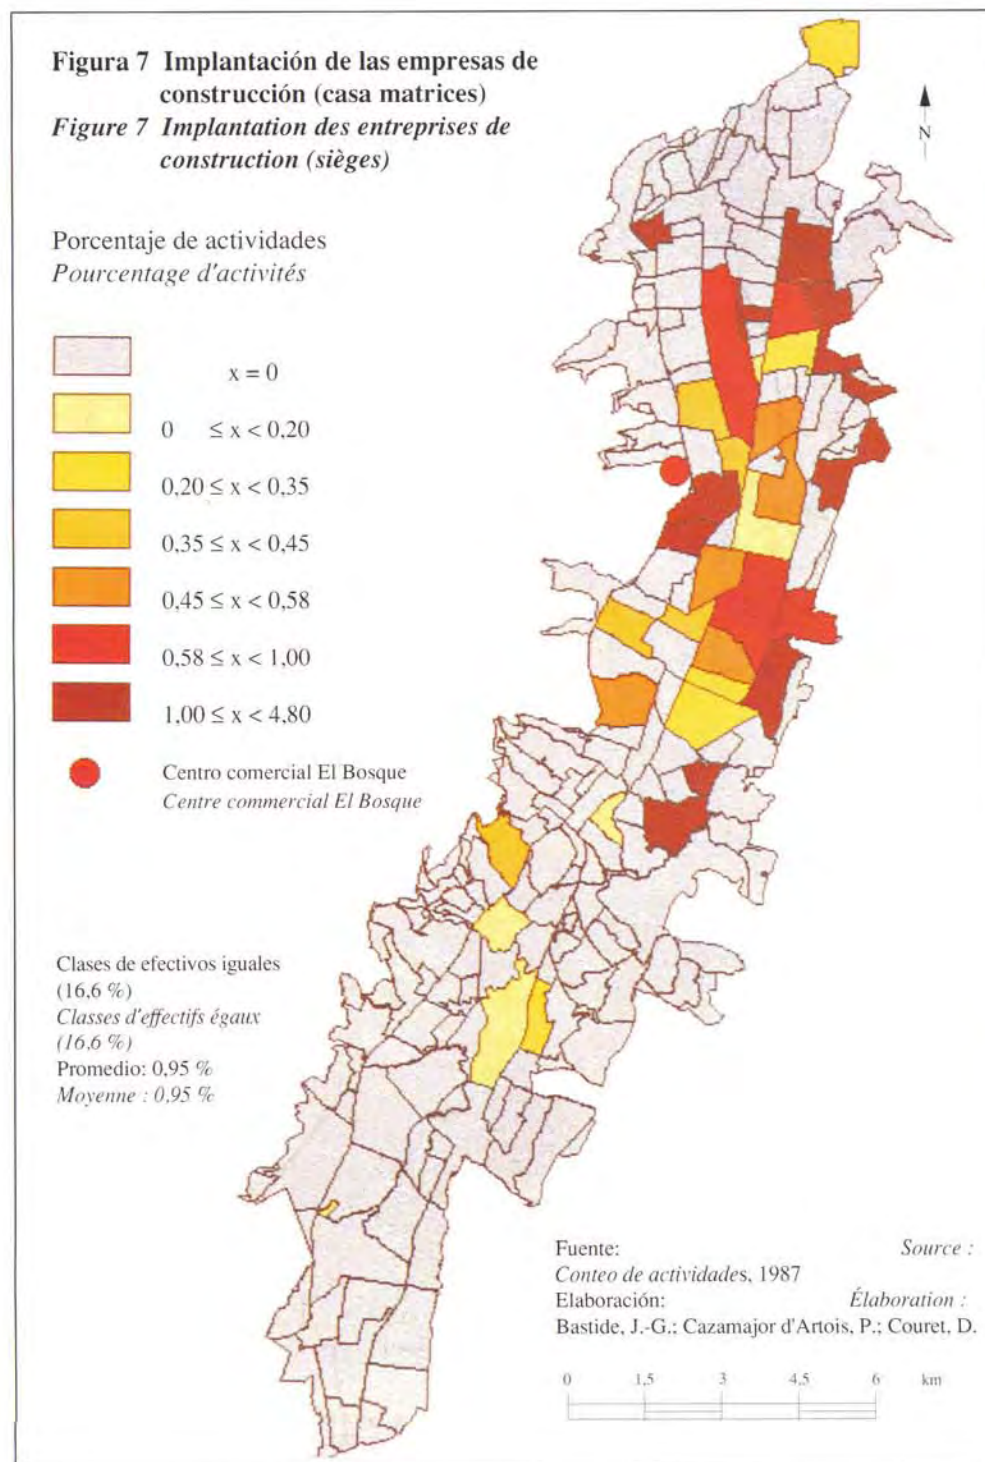 Figura 7 Implantación de las empresas de
construcción (casa matrices)
Figure 7 Implantation des entreprises de
construction (sièges)
N
Porcentaje de actividades
Pourcentage d'activités
x = 0
0 ≤ x < 0,20
0,20 ≤ x < 0,35
0,35 ≤ x < 0,45
0,45 ≤ x < 0,58
0,58 ≤ x < 1,00
1,00 ≤ x < 4,80
Centro comercial El Bosque
Centre commercial El Bosque
Clases de efectivos iguales
(16,6 %)
Classes d'effectifs égaux
(16,6 %)
Promedio: 0,95 %
Moyenne : 0,95 %
Fuente: Source :
Conteo de actividades, 1987
Elaboración: Élaboration :
Bastide, J.-G.; Cazamajor d'Artois, P.; Couret, D.
0 1,5 3 4,5 6 km